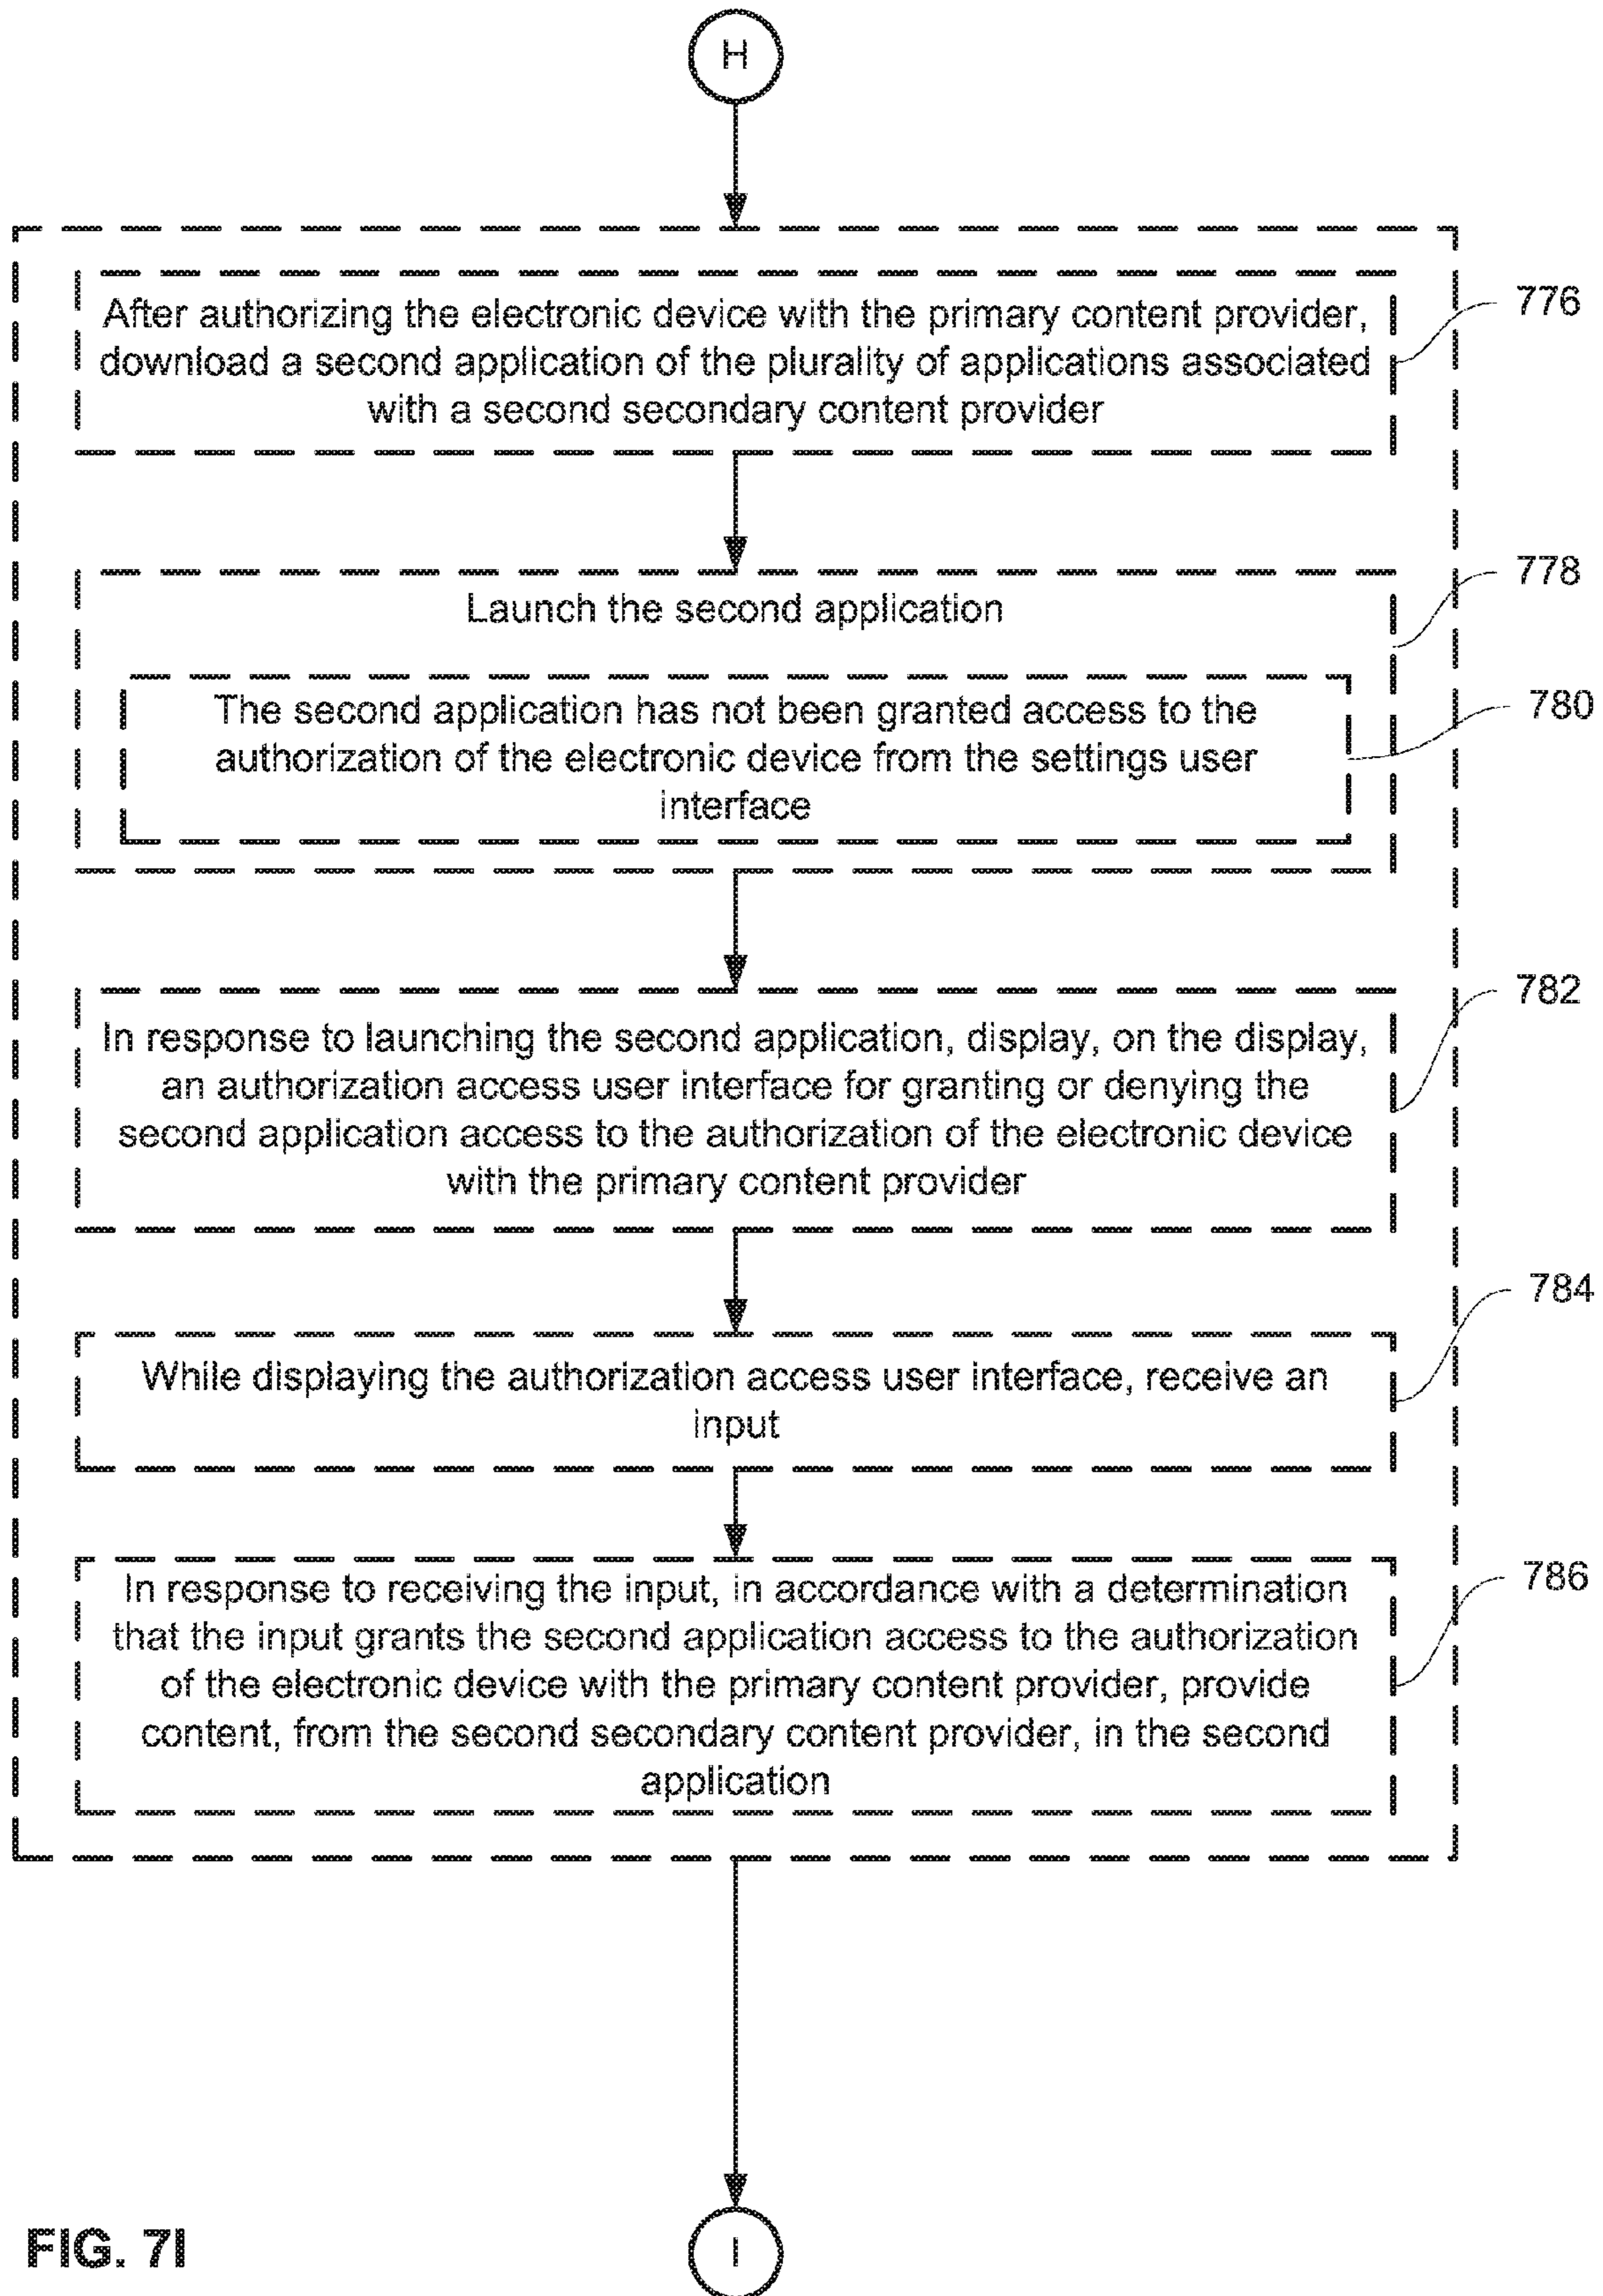 H
After authorizing the electronic device with the primary content provider,
download a second application of the plurality of applications associated
with a second secondary content provider
776
Launch the second application
778
The second application has not been granted access to the
authorization of the electronic device from the settings user
interface
780
In response to launching the second application, display, on the display,
an authorization access user interface for granting or denying the
second application access to the authorization of the electronic device
with the primary content provider
782
While displaying the authorization access user interface, receive an
input
784
In response to receiving the input, in accordance with a determination
that the input grants the second application access to the authorization
of the electronic device with the primary content provider, provide
content, from the second secondary content provider, in the second
application
786
FIG. 7I
I